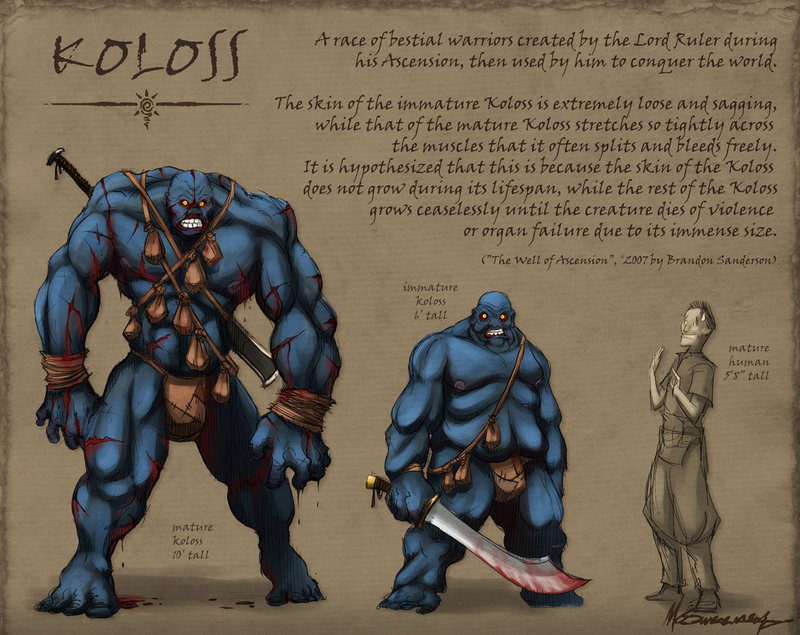 KOLOSS
A race of bestial warriors created by the Lord Ruler during
his Ascension, then used by him to conquer the world.
The skin of the immature Koloss is extremely loose and sagging,
while that of the mature Koloss stretches so tightly across
the muscles that it often splits and bleeds freely.
It is hypothesized that this is because the skin of the Koloss
does not grow during its lifespan, while the rest of the Koloss
grows ceaselessly until the creature dies of violence
or organ failure due to its immense size.
("The Well of Ascension", °2007 by Brandon Sanderson)
immature
koloss
6' tall
mature
human
5'8" tall
mature
koloss
10' tall